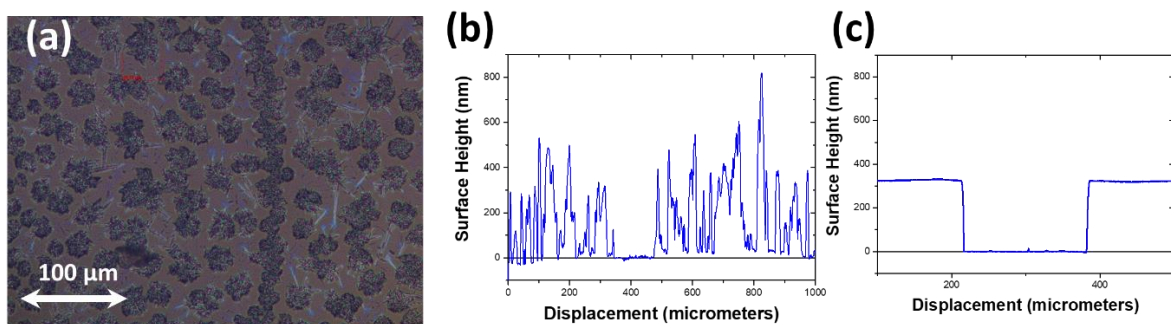 (a)
100 µm
(b)
Surface Height (nm)
800
600
400
200
0
0 200 400 600 800 1000
Displacement (micrometers)
(c)
Surface Height (nm)
800
600
400
200
0
200 400
Displacement (micrometers)